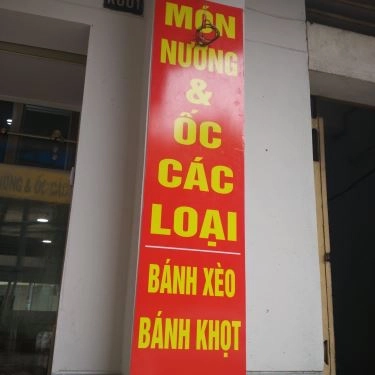 MÓN
NƯỚNG
&
ỐC
CÁC
LOẠI
BÁNH XÈO
BÁNH KHỌT